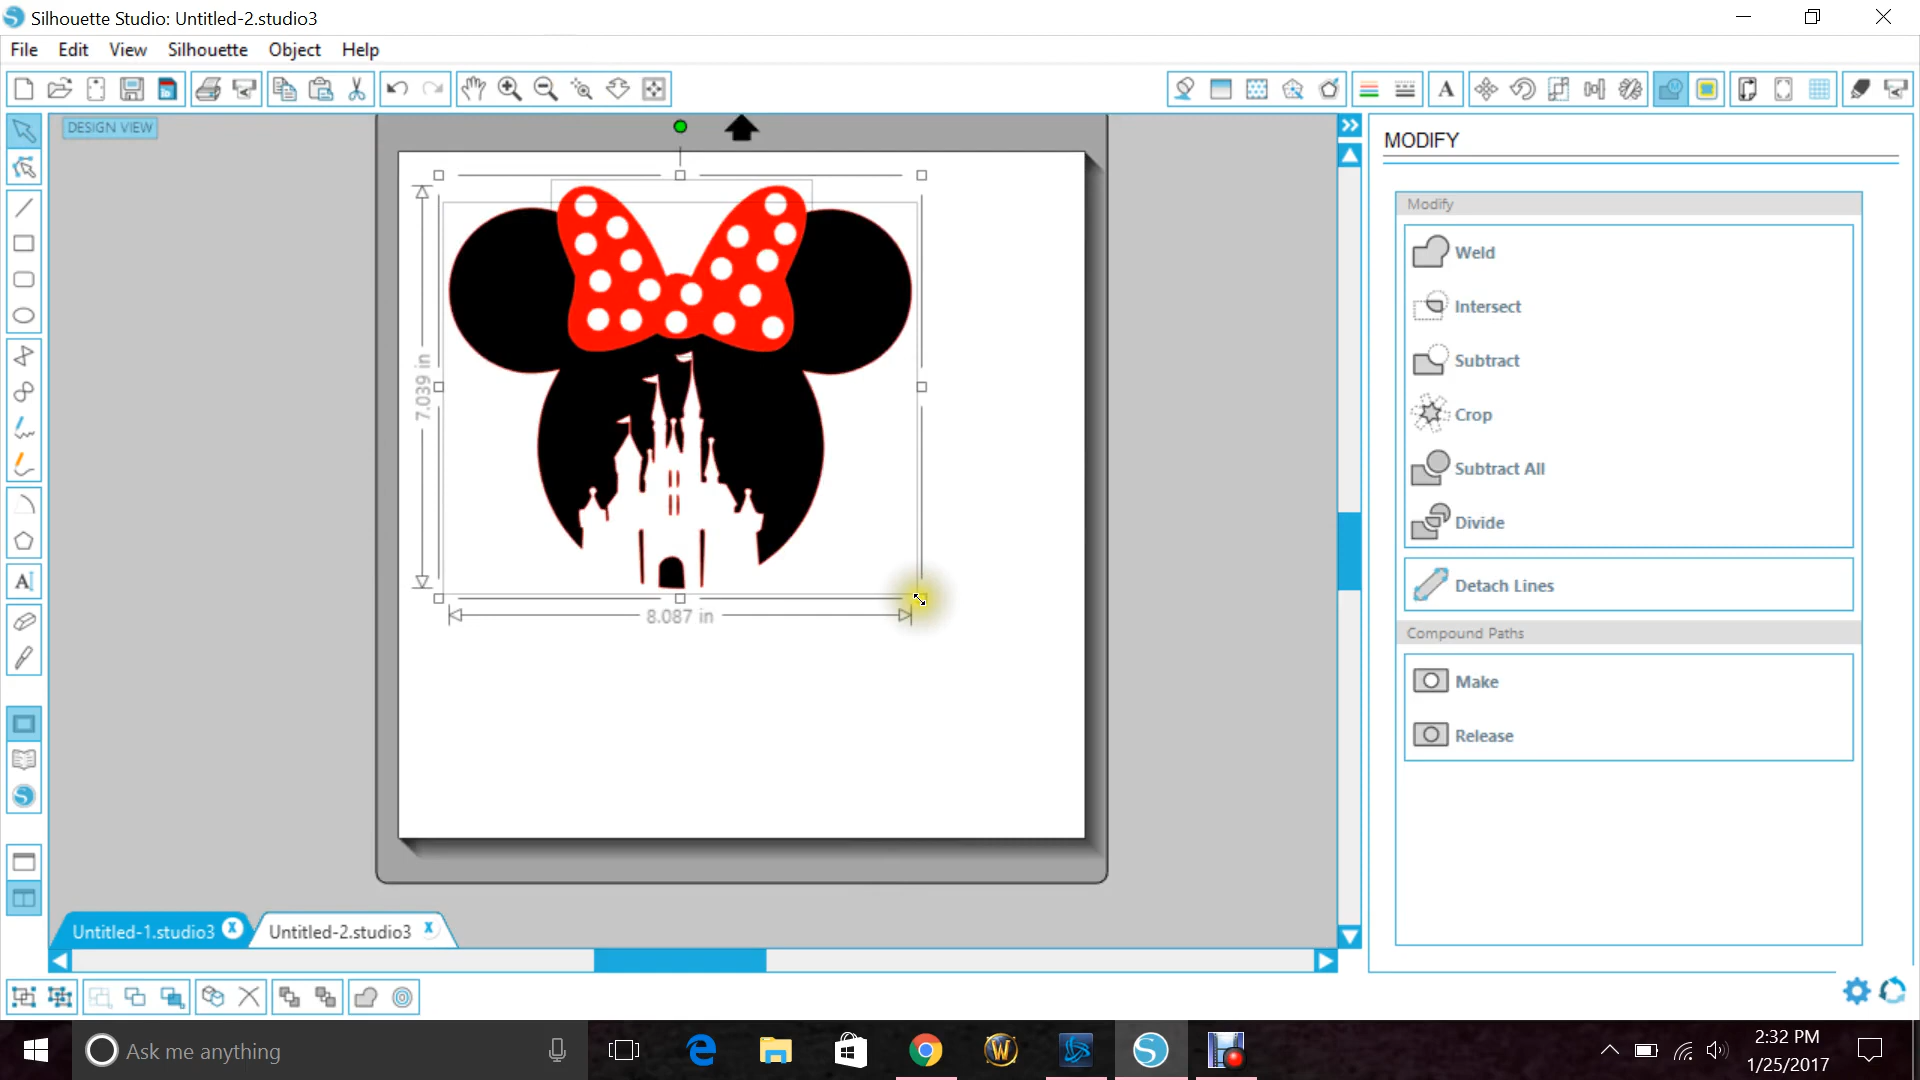 Silhouette Studio: Untitled-2.studio3
File Edit View Silhouette Object Help
DESIGN VIEW
MODIFY
Modify
Weld
Intersect
Subtract
Crop
Subtract All
Divide
Detach Lines
Compound Paths
Make
Release
7.039 in
8.087 in
Untitled-1.studio3 Untitled-2.studio3
Ask me anything
2:32 PM
1/25/2017